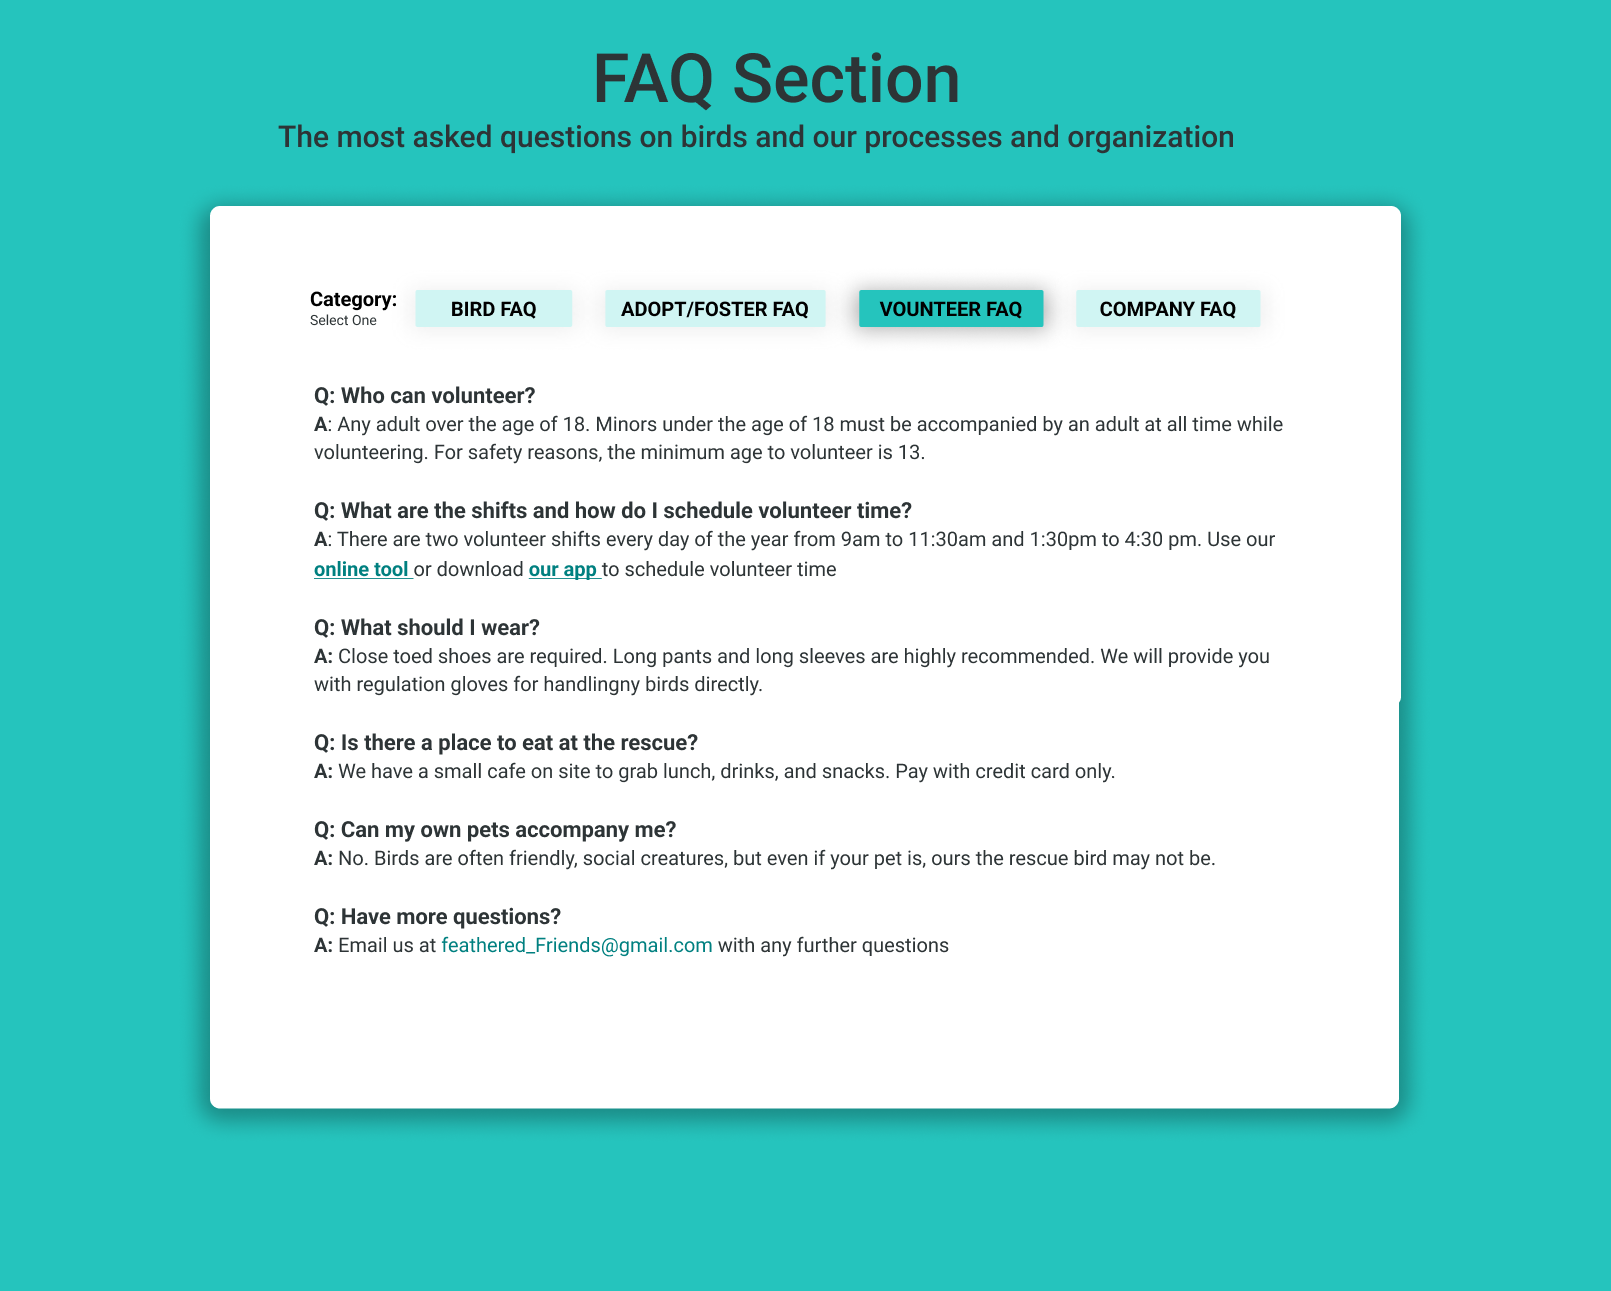 FAQ Section
The most asked questions on birds and our processes and organization
Category:
Select One
BIRD FAQ
ADOPT/FOSTER FAQ
VOUNTEER FAQ
COMPANY FAQ
Q: Who can volunteer?
A: Any adult over the age of 18. Minors under the age of 18 must be accompanied by an adult at all time while
volunteering. For safety reasons, the minimum age to volunteer is 13.
Q: What are the shifts and how do I schedule volunteer time?
A: There are two volunteer shifts every day of the year from 9am to 11:30am and 1:30pm to 4:30 pm. Use our
online tool or download our app to schedule volunteer time
Q: What should I wear?
A: Close toed shoes are required. Long pants and long sleeves are highly recommended. We will provide you
with regulation gloves for handlingny birds directly.
Q: Is there a place to eat at the rescue?
A: We have a small cafe on site to grab lunch, drinks, and snacks. Pay with credit card only.
Q: Can my own pets accompany me?
A: No. Birds are often friendly, social creatures, but even if your pet is, ours the rescue bird may not be.
Q: Have more questions?
A: Email us at feathered_Friends@gmail.com with any further questions